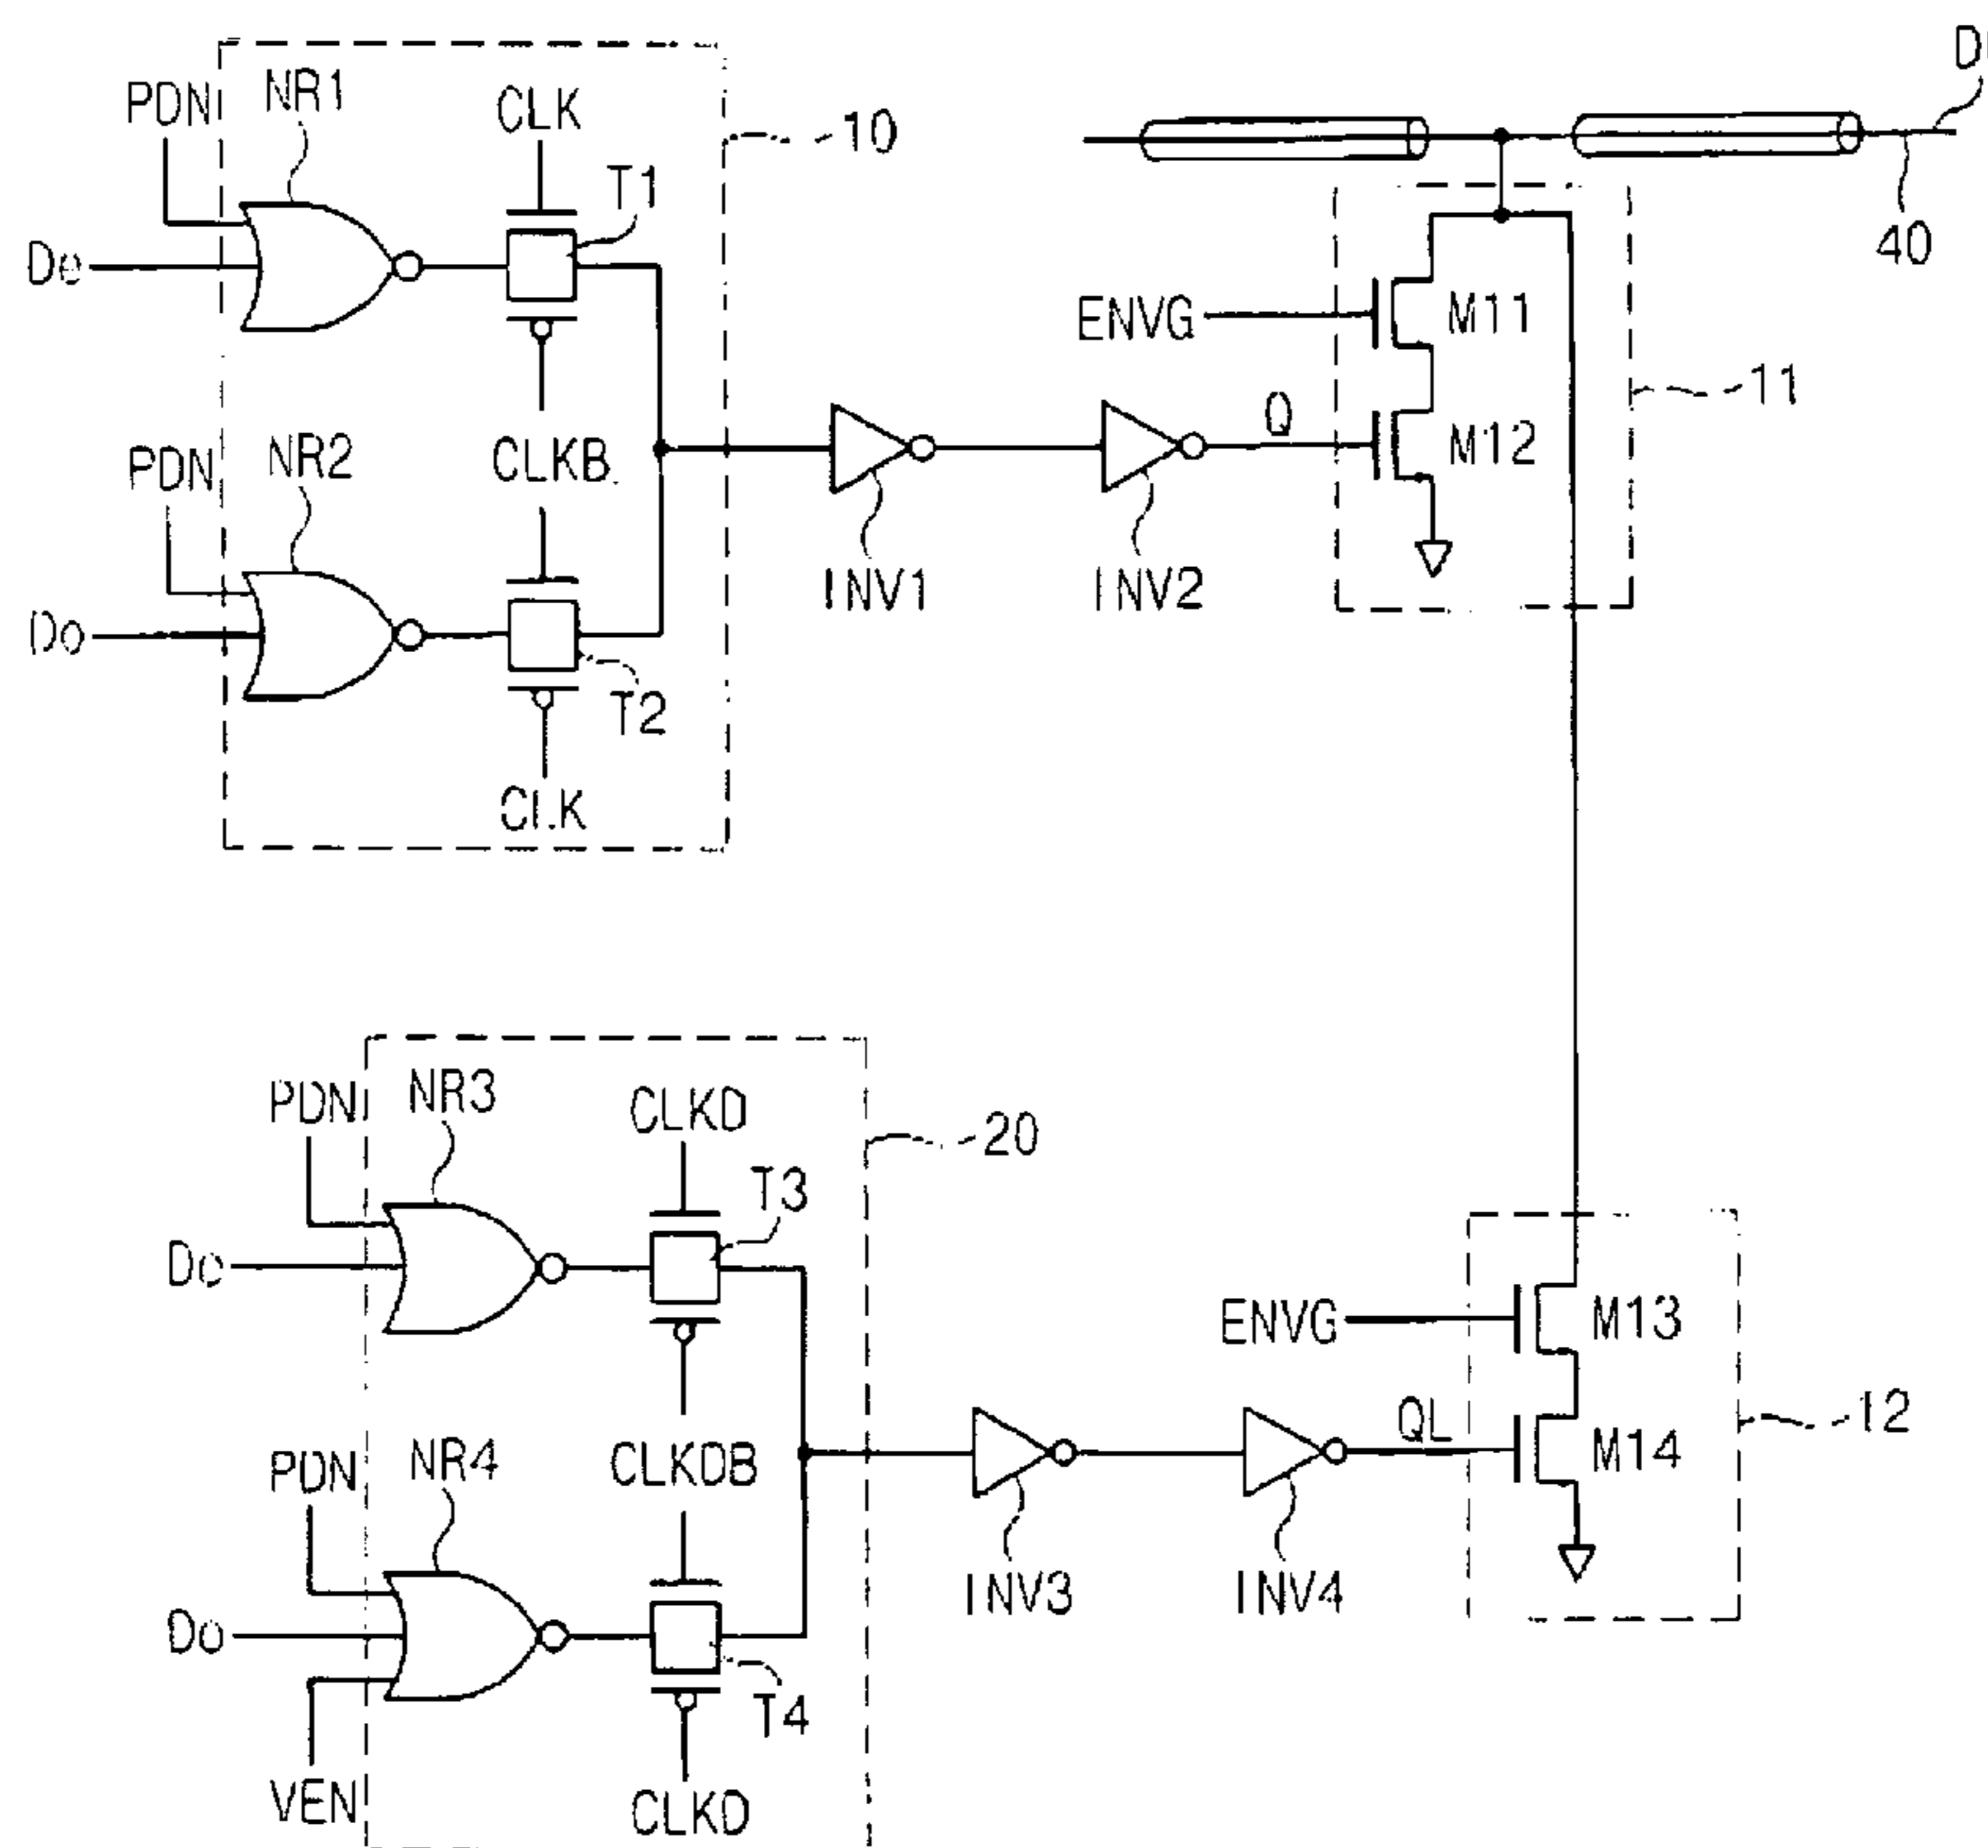 PDN
NR1
CLK
T1
10
De
CLKB
PDN
NR2
Do
T2
CLK
INV1
INV2
40
ENVG
M11
Q
M12
11
PDN
NR3
CLKD
T3
20
De
CLKDB
PDN
NR4
Do
T4
VEN
CLKD
INV3
INV4
ENVG
M13
QL
M14
12